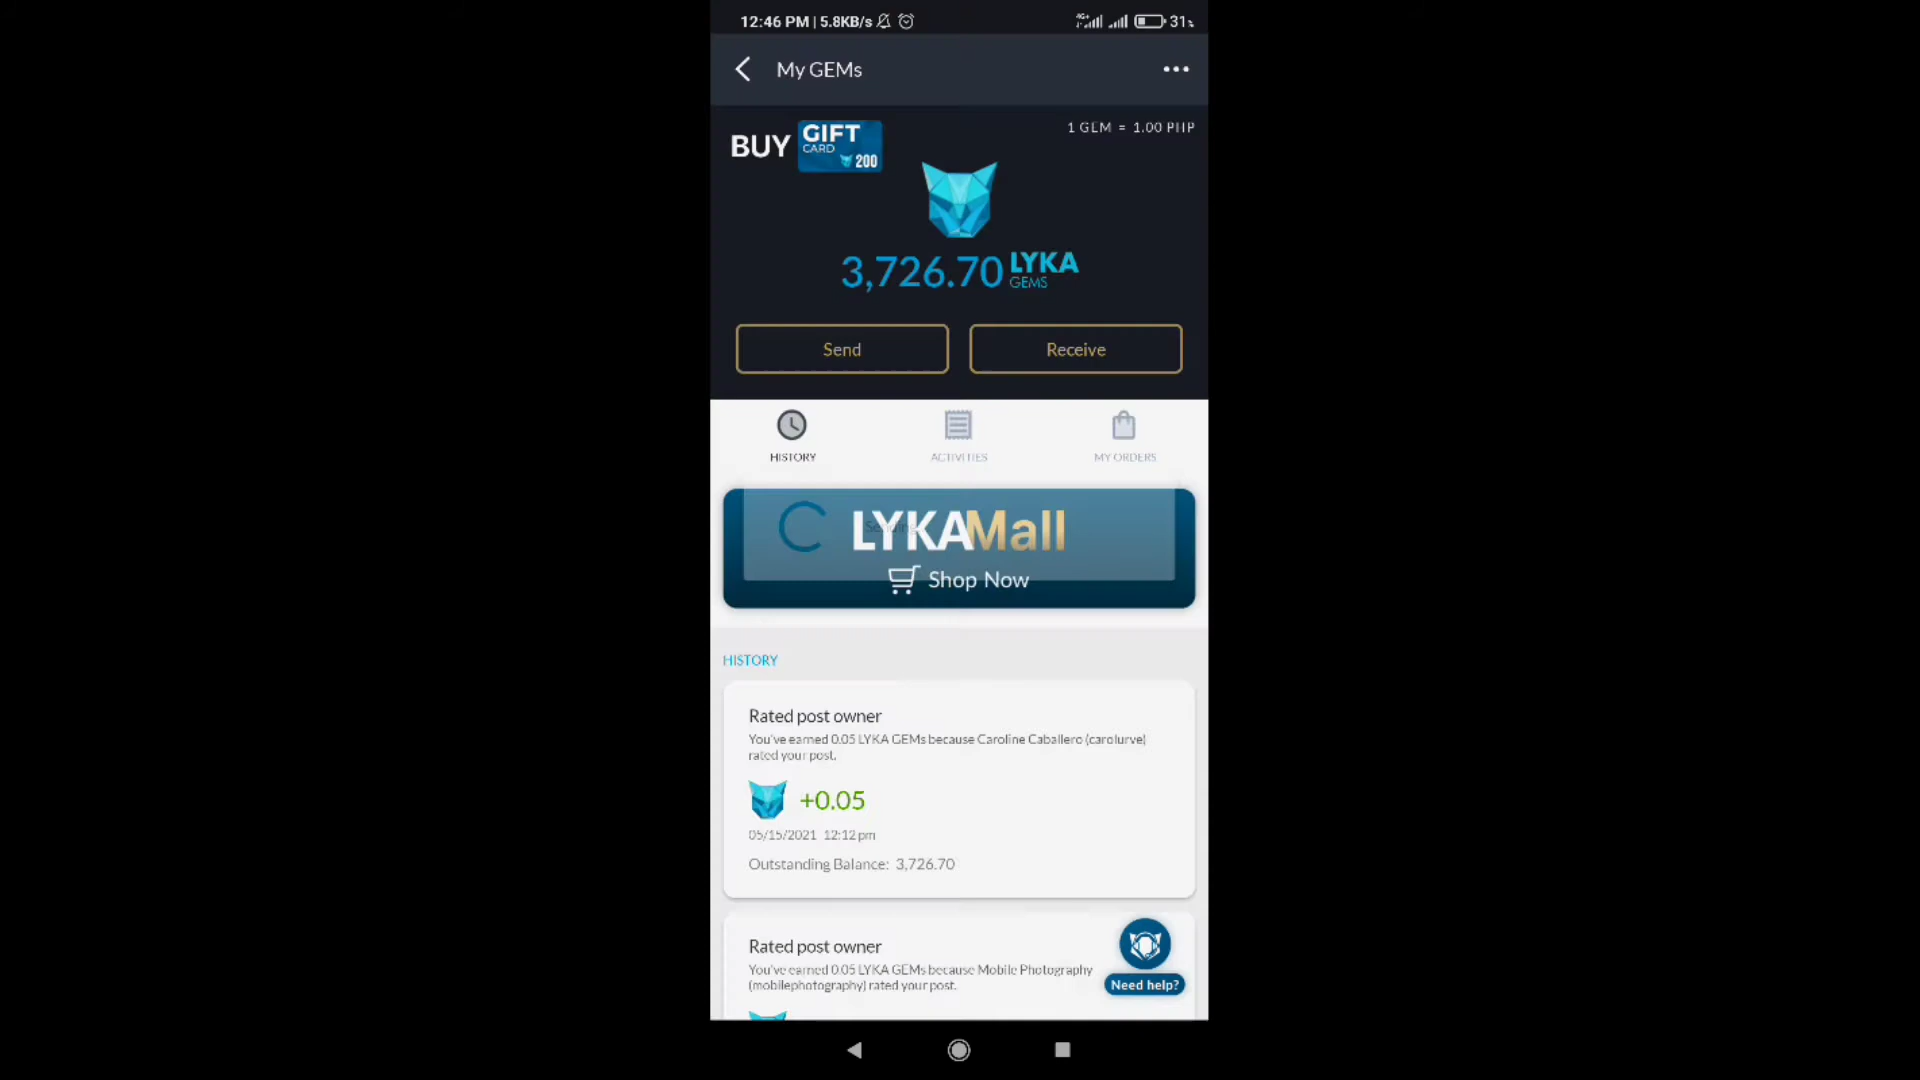 12:46 PM | 5.8KB/s
4G+
31%
My GEMs
1 GEM = 1.00 PHP
BUY GIFT CARD 200
3,726.70 LYKA GEMS
Send
Receive
HISTORY
ACTIVITIES
MY ORDERS
LYKAMall
Shop Now
HISTORY
Rated post owner
You've earned 0.05 LYKA GEMs because Caroline Caballero (carolurve)
rated your post.
+0.05
05/15/2021 12:12 pm
Outstanding Balance: 3,726.70
Rated post owner
You've earned 0.05 LYKA GEMs because Mobile Photography
(mobilephotography) rated your post.
Need help?